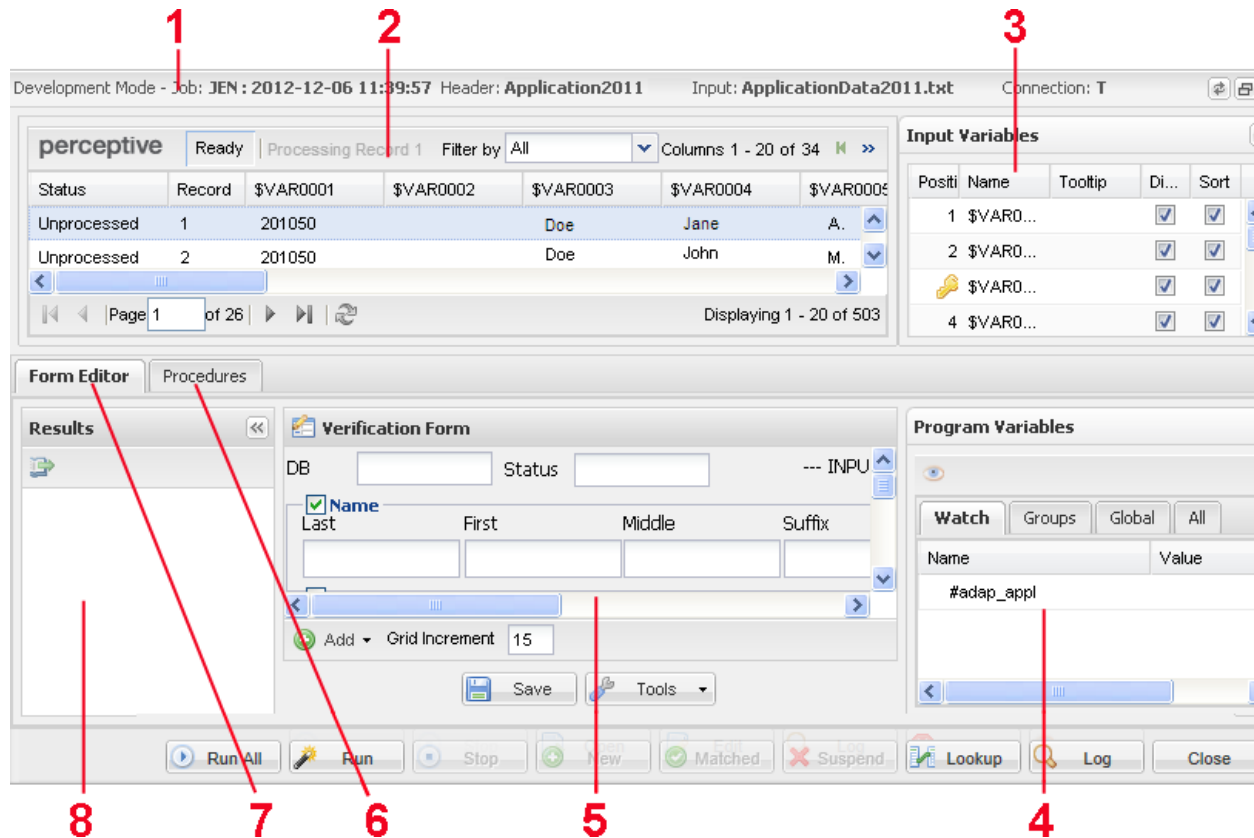 1 2 3
Development Mode - Job: JEN : 2012-12-06 11:39:57 Header: Application2011 Input: ApplicationData2011.txt Connection: T
perceptive Ready Processing Record 1 Filter by All Columns 1 - 20 of 34
Status Record $VAR0001 $VAR0002 $VAR0003 $VAR0004 $VAR0005
Unprocessed 1 201050 Doe Jane A.
Unprocessed 2 201050 Doe John M.
Page 1 of 26 Displaying 1 - 20 of 503
Input Variables
Positi Name Tooltip Di... Sort
1 $VAR0...
2 $VAR0...
$VAR0...
4 $VAR0...
Form Editor Procedures
Results
Verification Form
DB Status --- INPU
Name
Last First Middle Suffix
Add Grid Increment 15
Save Tools
Program Variables
Watch Groups Global All
Name Value
#adap_appl
Run All Run Stop New Matched Suspend Lookup Log Close
8 7 6 5 4